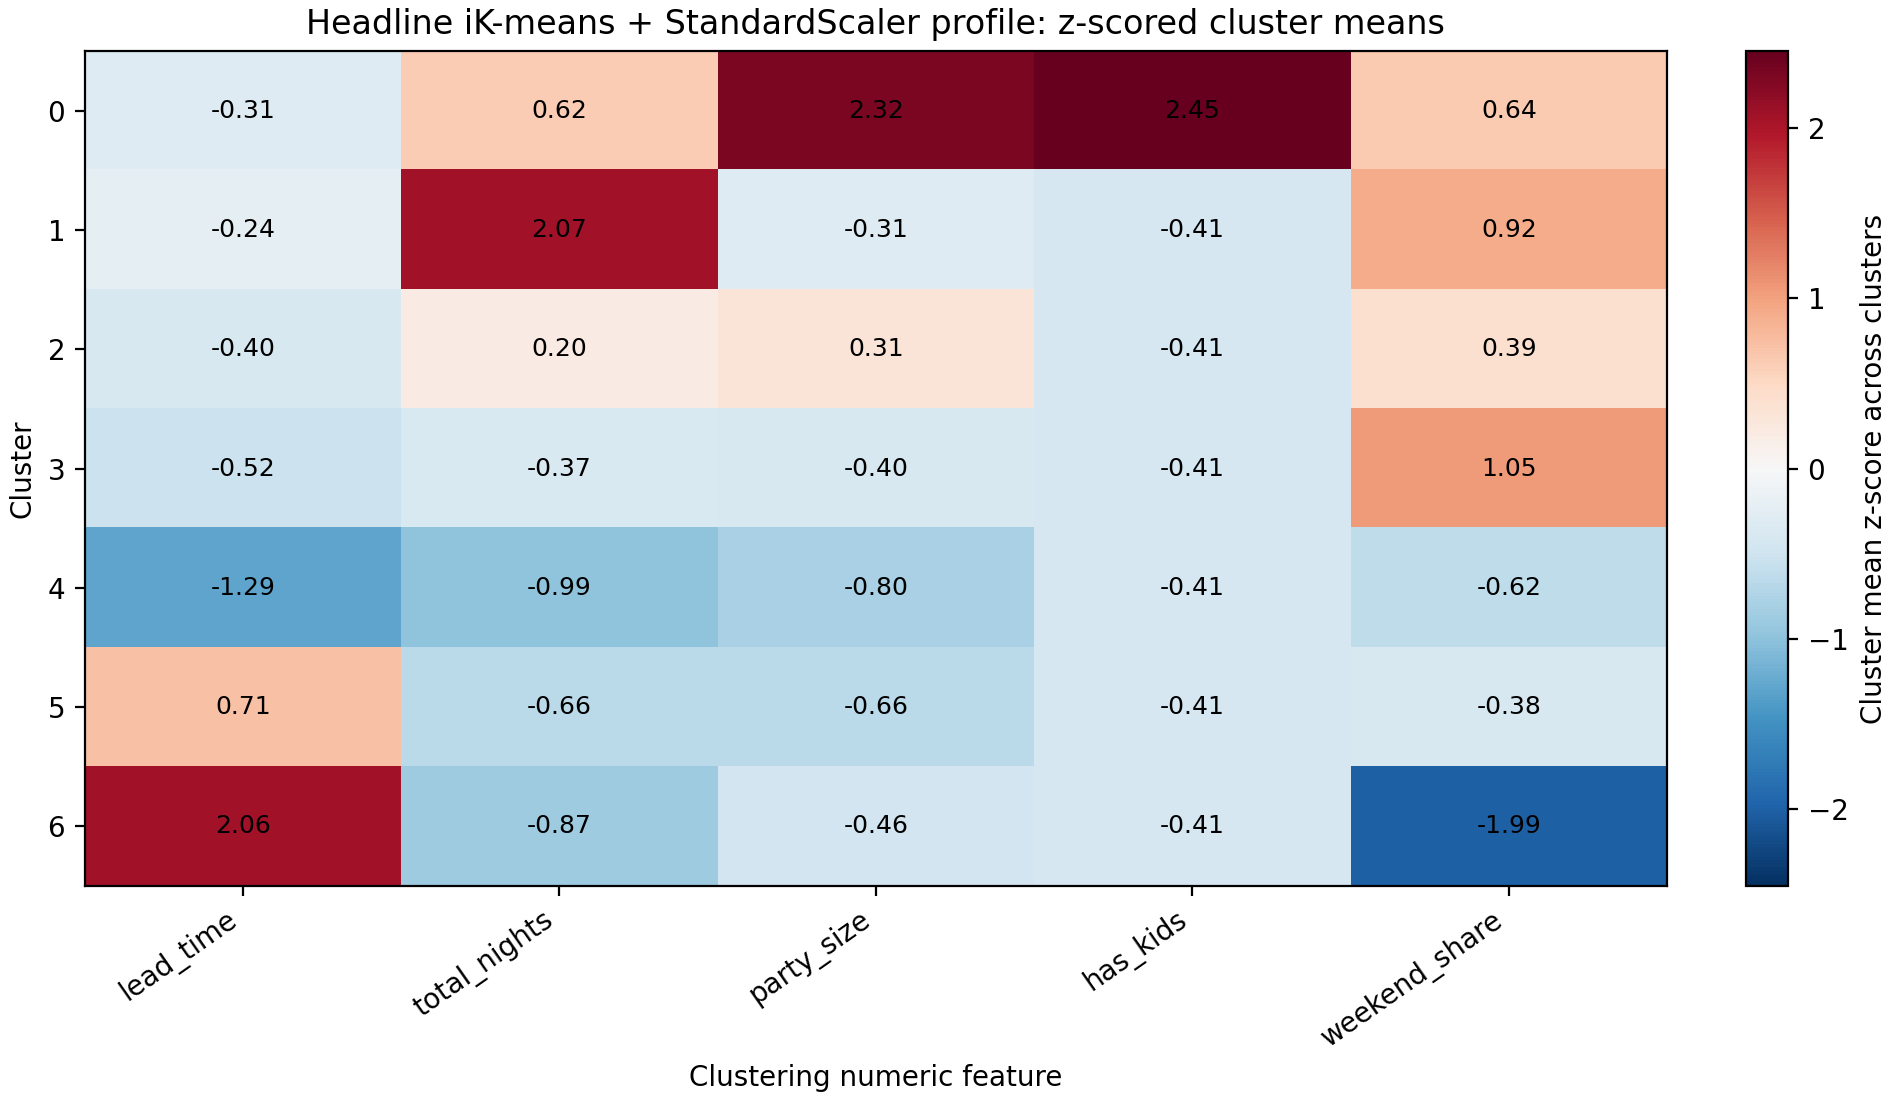 Headline iK-means + StandardScaler profile: z-scored cluster means
0 -0.31 0.62 2.32 2.45 0.64
1 -0.24 2.07 -0.31 -0.41 0.92
2 -0.40 0.20 0.31 -0.41 0.39
3 -0.52 -0.37 -0.40 -0.41 1.05
4 -1.29 -0.99 -0.80 -0.41 -0.62
5 0.71 -0.66 -0.66 -0.41 -0.38
6 2.06 -0.87 -0.46 -0.41 -1.99
Cluster
lead_time total_nights party_size has_kids weekend_share
Clustering numeric feature
2
1
0
−1
−2
Cluster mean z-score across clusters